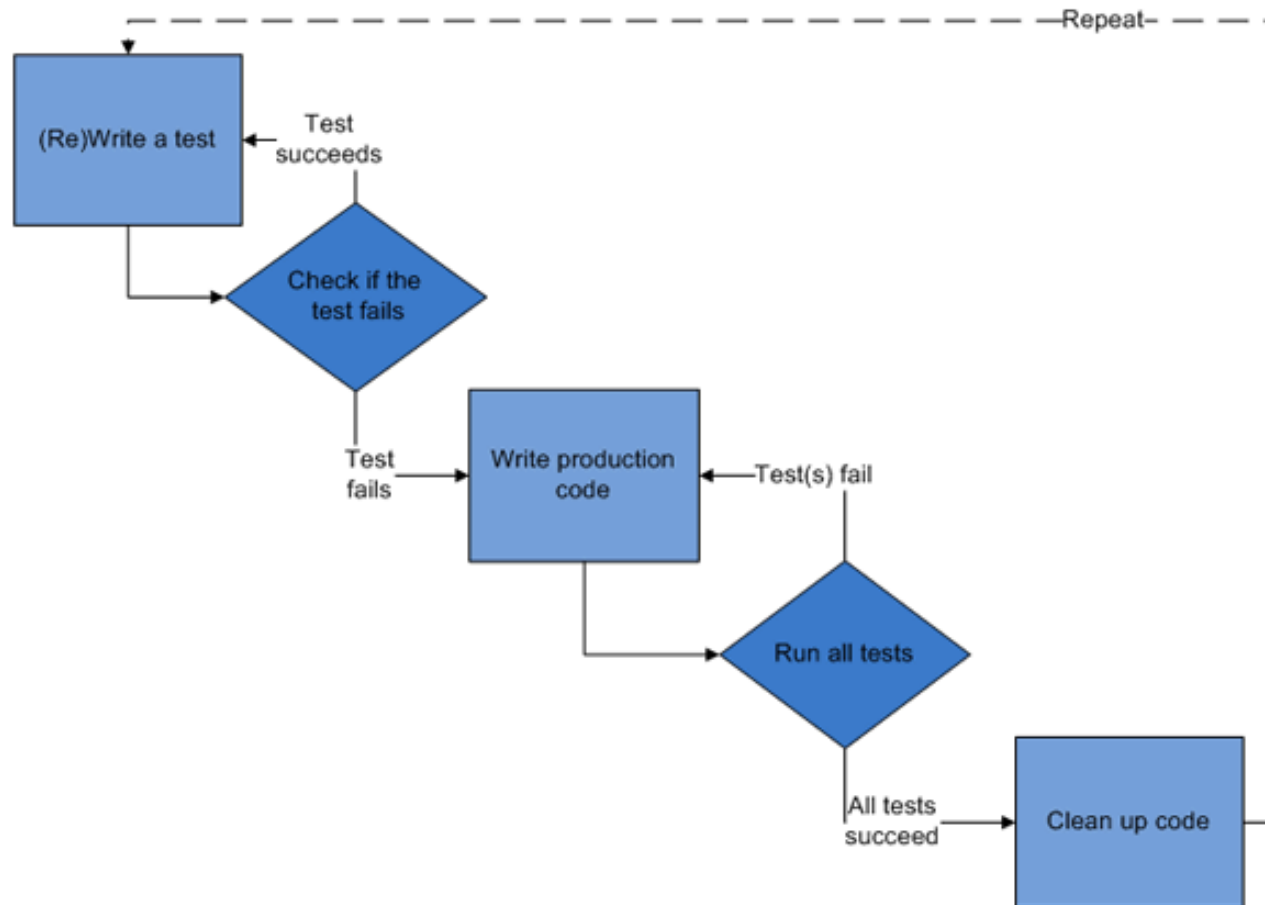 Repeat
(Re)Write a test
Test
succeeds
Check if the
test fails
Test
fails
Write production
code
Test(s) fail
Run all tests
All tests
succeed
Clean up code